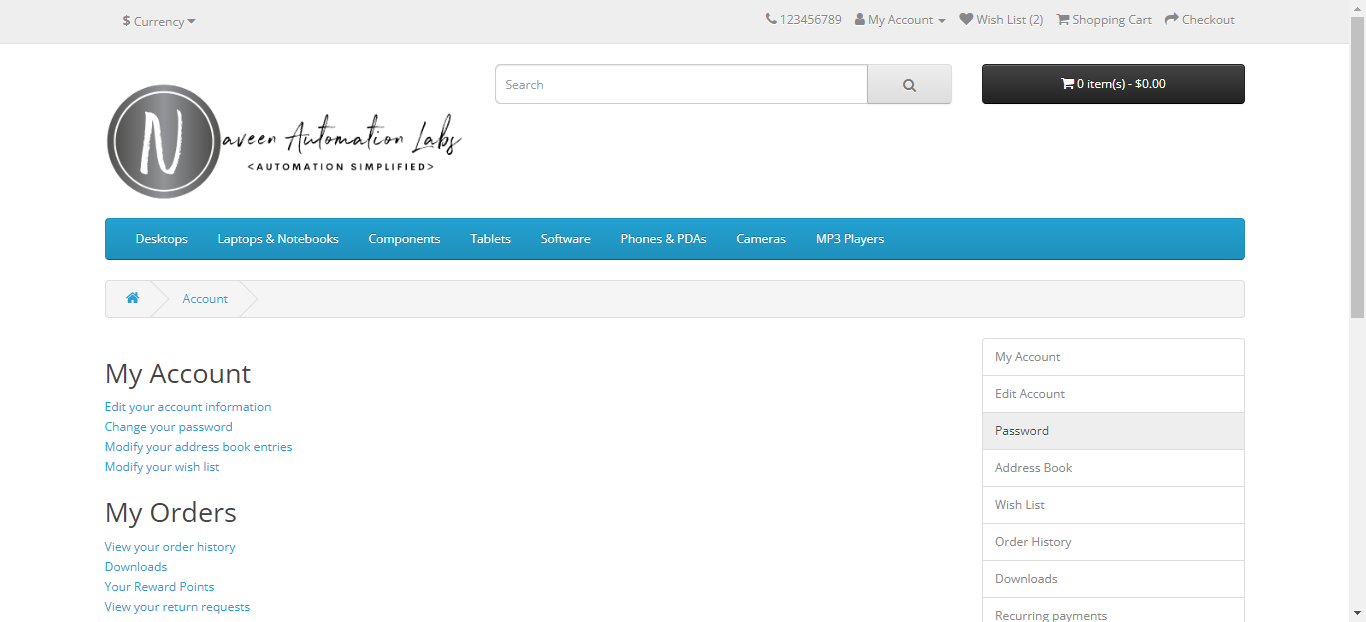 $ Currency
123456789 My Account Wish List (2) Shopping Cart Checkout
Search
0 item(s) - $0.00
Naveen Automation Labs
<AUTOMATION SIMPLIFIED>
Desktops Laptops & Notebooks Components Tablets Software Phones & PDAs Cameras MP3 Players
Account
My Account
Edit your account information
Change your password
Modify your address book entries
Modify your wish list
My Orders
View your order history
Downloads
Your Reward Points
View your return requests
My Account
Edit Account
Password
Address Book
Wish List
Order History
Downloads
Recurring payments